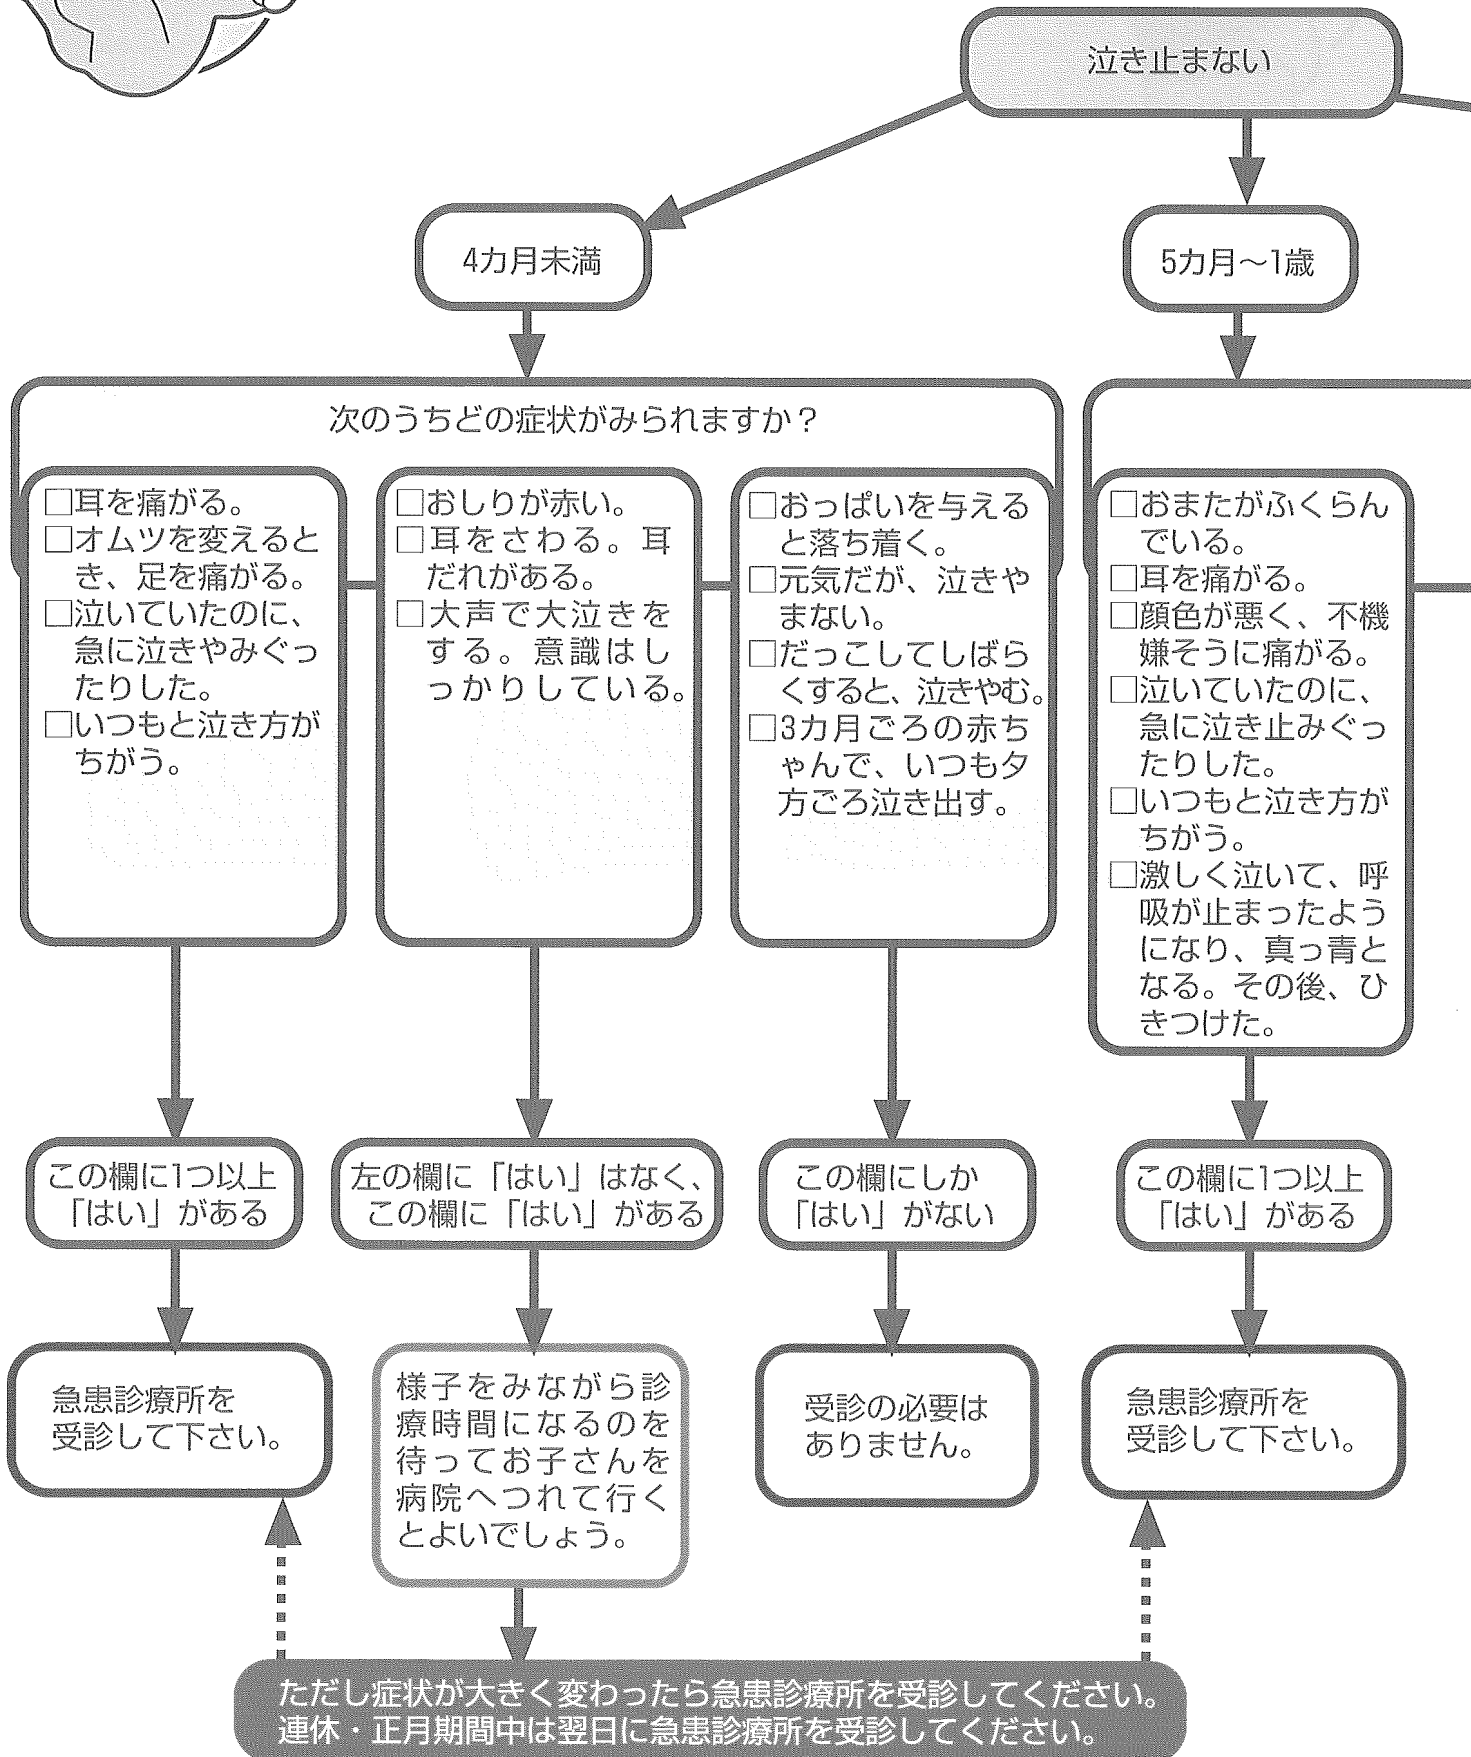 泣き止まない
4カ月未満
5カ月～1歳
次のうちどの症状がみられますか？
□耳を痛がる。
□オムツを変えると
き、足を痛がる。
□泣いていたのに、
急に泣きやみぐっ
たりした。
□いつもと泣き方が
ちがう。
□おしりが赤い。
□耳をさわる。耳
だれがある。
□大声で大泣きを
する。意識はし
っかりしている。
□おっぱいを与える
と落ち着く。
□元気だが、泣きや
まない。
□だっこしてしばら
くすると、泣きやむ。
□3カ月ごろの赤ち
ゃんで、いつも夕
方ごろ泣き出す。
□おまたがふくらん
でいる。
□耳を痛がる。
□顔色が悪く、不機
嫌そうに痛がる。
□泣いていたのに、
急に泣き止みぐっ
たりした。
□いつもと泣き方が
ちがう。
□激しく泣いて、呼
吸が止まったよう
になり、真っ青と
なる。その後、ひ
きつけた。
この欄に1つ以上
「はい」がある
左の欄に「はい」はなく、
この欄に「はい」がある
この欄にしか
「はい」がない
この欄に1つ以上
「はい」がある
急患診療所を
受診して下さい。
様子をみながら診
療時間になるのを
待ってお子さんを
病院へつれて行く
とよいでしょう。
受診の必要は
ありません。
急患診療所を
受診して下さい。
ただし症状が大きく変わったら急患診療所を受診してください。
連休・正月期間中は翌日に急患診療所を受診してください。